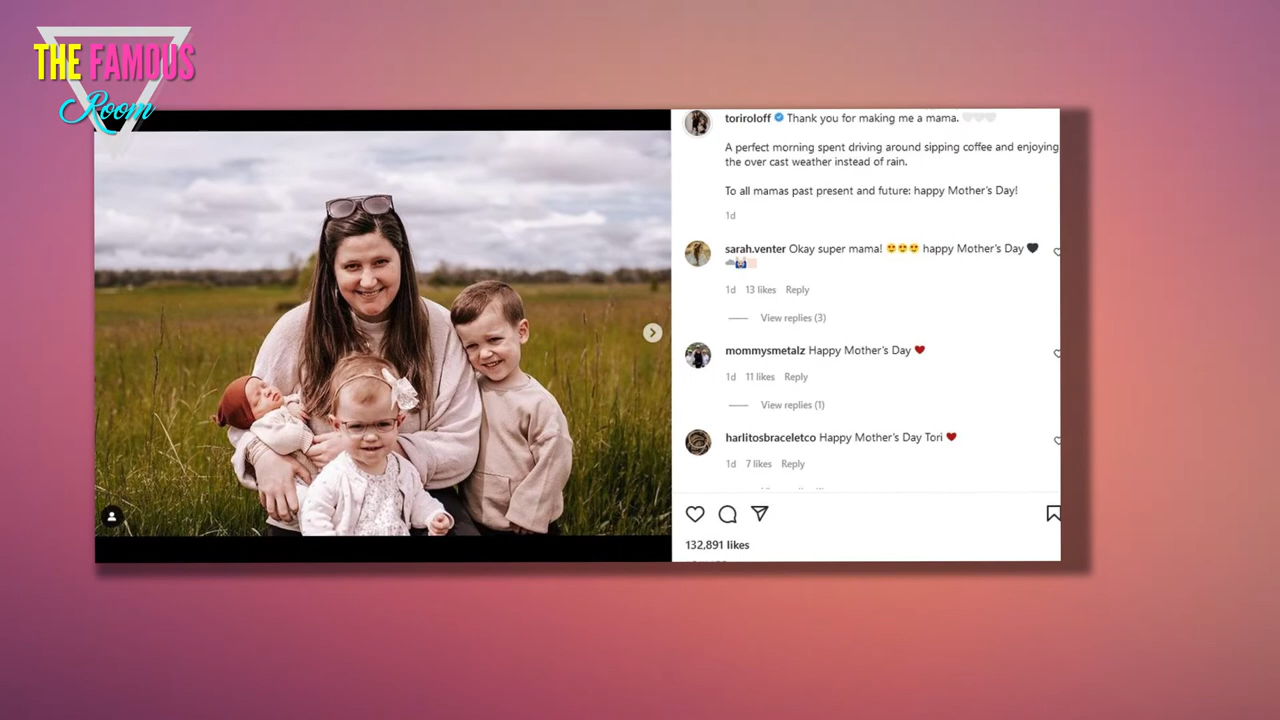 THE FAMOUS
Room
toriroloff Thank you for making me a mama. 🤍🤍🤍
A perfect morning spent driving around sipping coffee and enjoying
the over cast weather instead of rain.
To all mamas past present and future: happy Mother's Day!
1d
sarah.venter Okay super mama! 😍😍😍 happy Mother's Day 🖤
1d 13 likes Reply
View replies (3)
mommysmetalz Happy Mother's Day ❤️
1d 11 likes Reply
View replies (1)
harlitosbraceletco Happy Mother's Day Tori ❤️
1d 7 likes Reply
132,891 likes